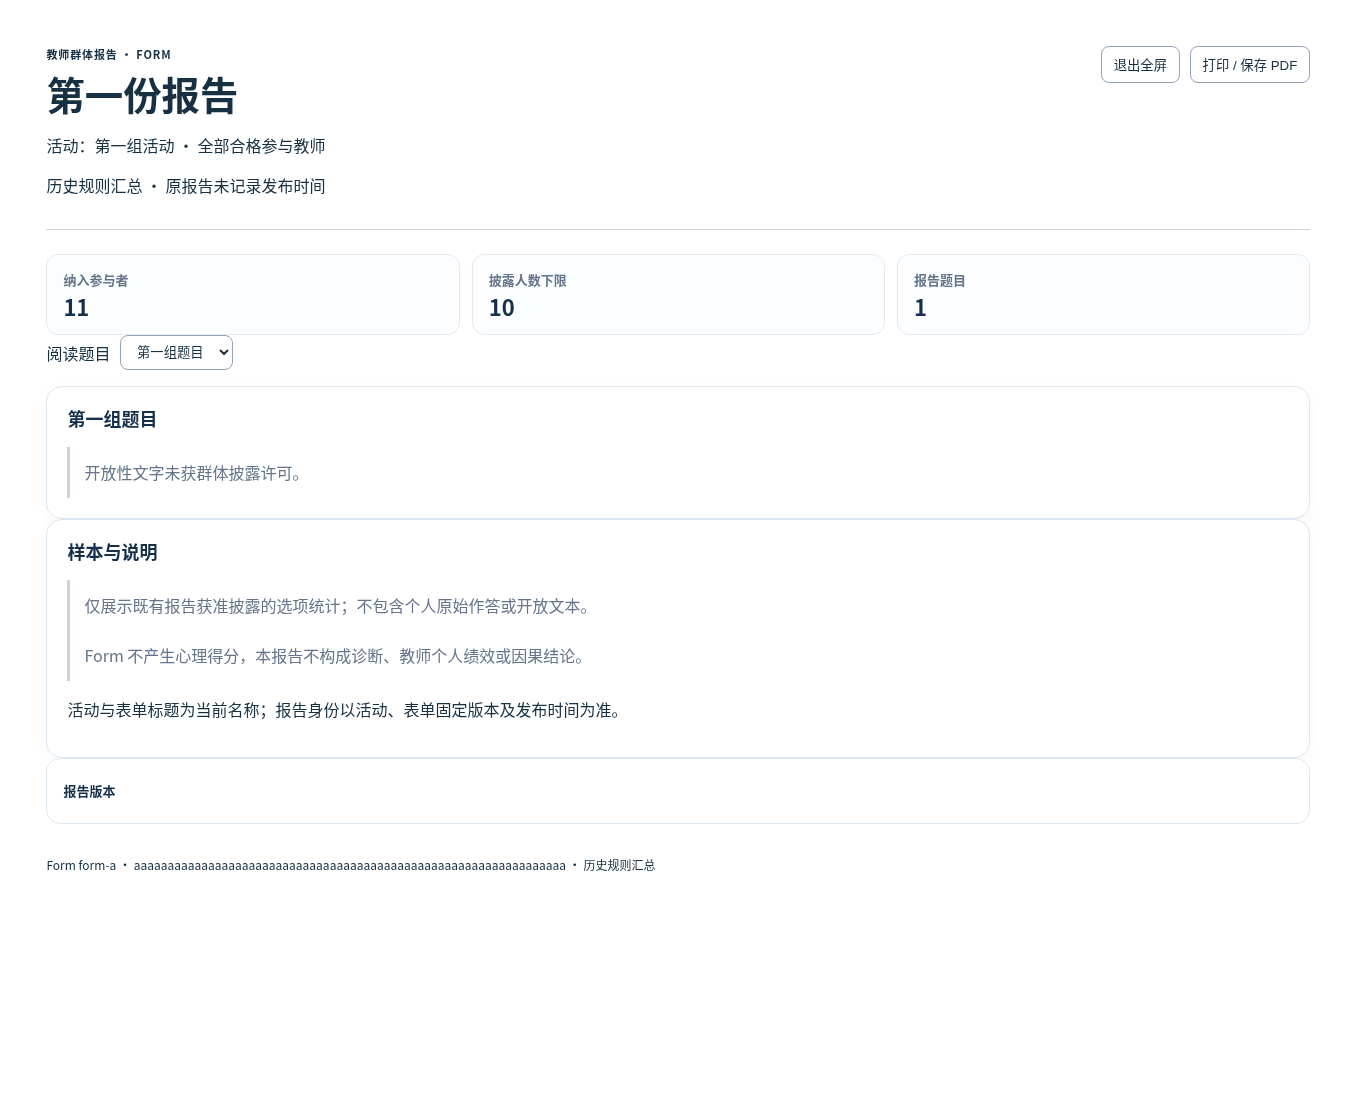 教师群体报告 · FORM
第一份报告
退出全屏
打印 / 保存 PDF
活动：第一组活动 · 全部合格参与教师
历史规则汇总 · 原报告未记录发布时间
纳入参与者
11
披露人数下限
10
报告题目
1
阅读题目
第一组题目
第一组题目
开放性文字未获群体披露许可。
样本与说明
仅展示既有报告获准披露的选项统计；不包含个人原始作答或开放文本。
Form 不产生心理得分，本报告不构成诊断、教师个人绩效或因果结论。
活动与表单标题为当前名称；报告身份以活动、表单固定版本及发布时间为准。
报告版本
Form form-a · aaaaaaaaaaaaaaaaaaaaaaaaaaaaaaaaaaaaaaaaaaaaaaaaaaaaaaaaaaaaaaaa · 历史规则汇总